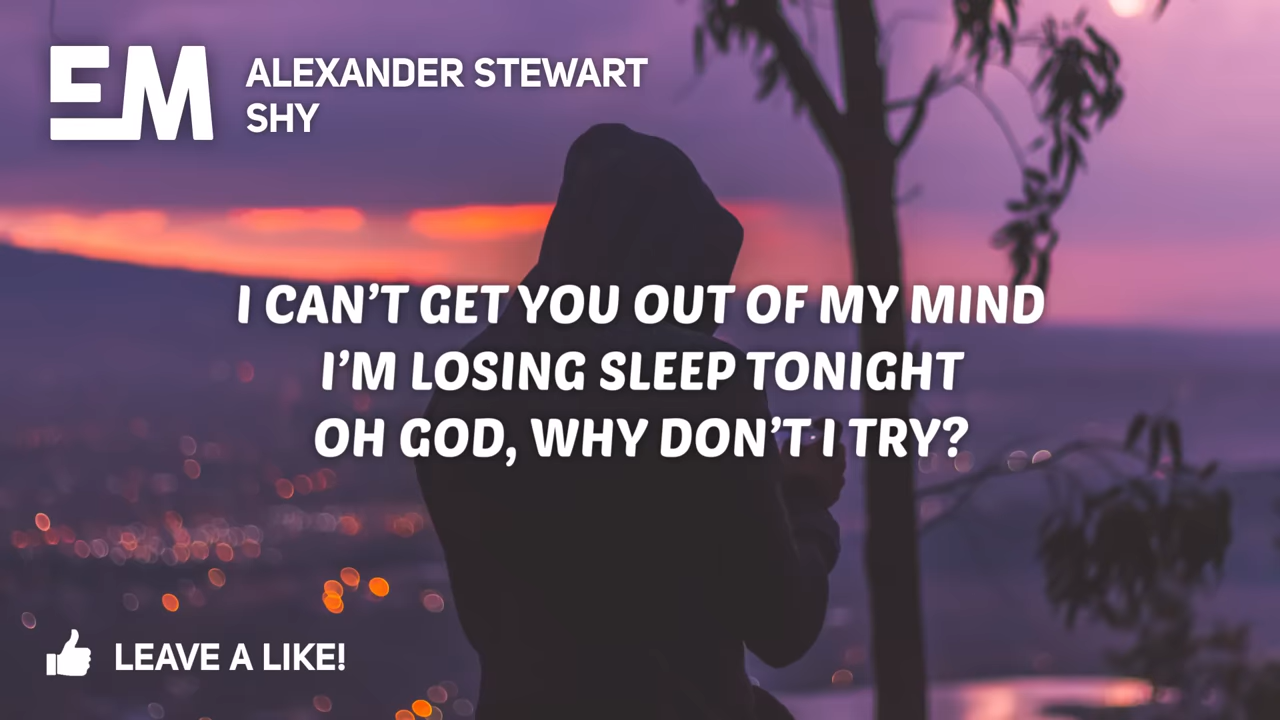 EM
ALEXANDER STEWART
SHY
I CAN'T GET YOU OUT OF MY MIND
I'M LOSING SLEEP TONIGHT
OH GOD, WHY DON'T I TRY?
LEAVE A LIKE!